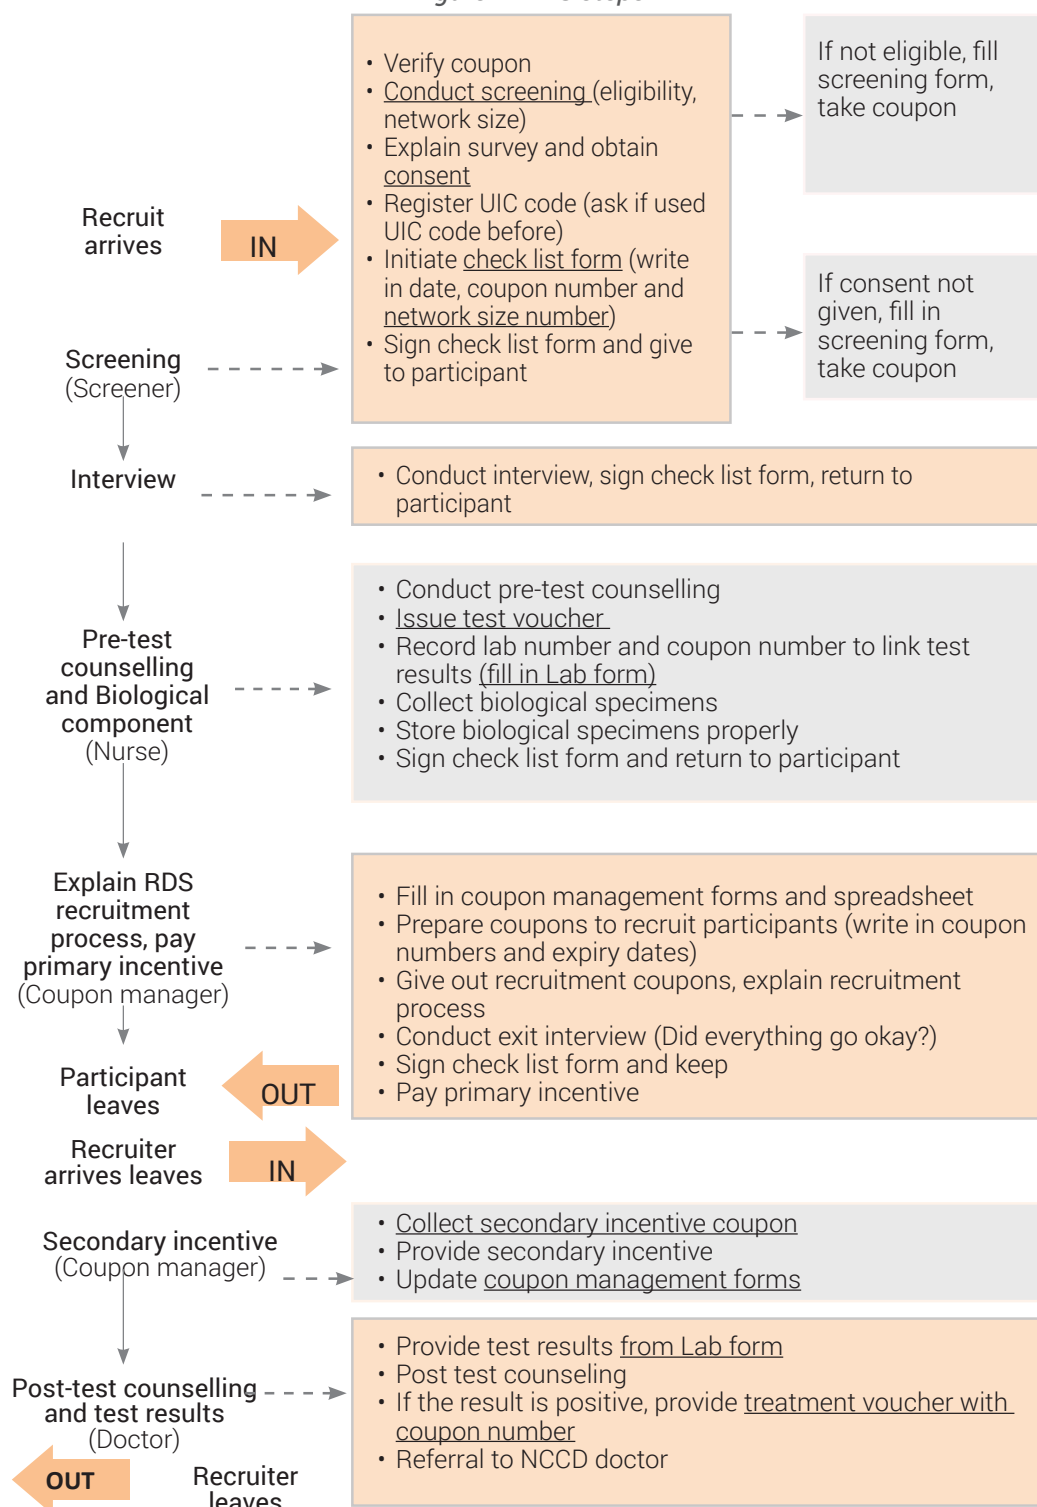 • Verify coupon
• Conduct screening (eligibility,
network size)
• Explain survey and obtain
consent
• Register UIC code (ask if used
UIC code before)
• Initiate check list form (write
in date, coupon number and
network size number)
• Sign check list form and give
to participant
If not eligible, fill
screening form,
take coupon
If consent not
given, fill in
screening form,
take coupon
Recruit
arrives
IN
Screening
(Screener)
Interview
• Conduct interview, sign check list form, return to
participant
Pre-test
counselling
and Biological
component
(Nurse)
• Conduct pre-test counselling
• Issue test voucher
• Record lab number and coupon number to link test
results (fill in Lab form)
• Collect biological specimens
• Store biological specimens properly
• Sign check list form and return to participant
Explain RDS
recruitment
process, pay
primary incentive
(Coupon manager)
• Fill in coupon management forms and spreadsheet
• Prepare coupons to recruit participants (write in coupon
numbers and expiry dates)
• Give out recruitment coupons, explain recruitment
process
• Conduct exit interview (Did everything go okay?)
• Sign check list form and keep
• Pay primary incentive
Participant
leaves
OUT
Recruiter
arrives leaves
IN
Secondary incentive
(Coupon manager)
• Collect secondary incentive coupon
• Provide secondary incentive
• Update coupon management forms
Post-test counselling
and test results
(Doctor)
• Provide test results from Lab form
• Post test counseling
• If the result is positive, provide treatment voucher with
coupon number
• Referral to NCCD doctor
OUT
Recruiter
leaves